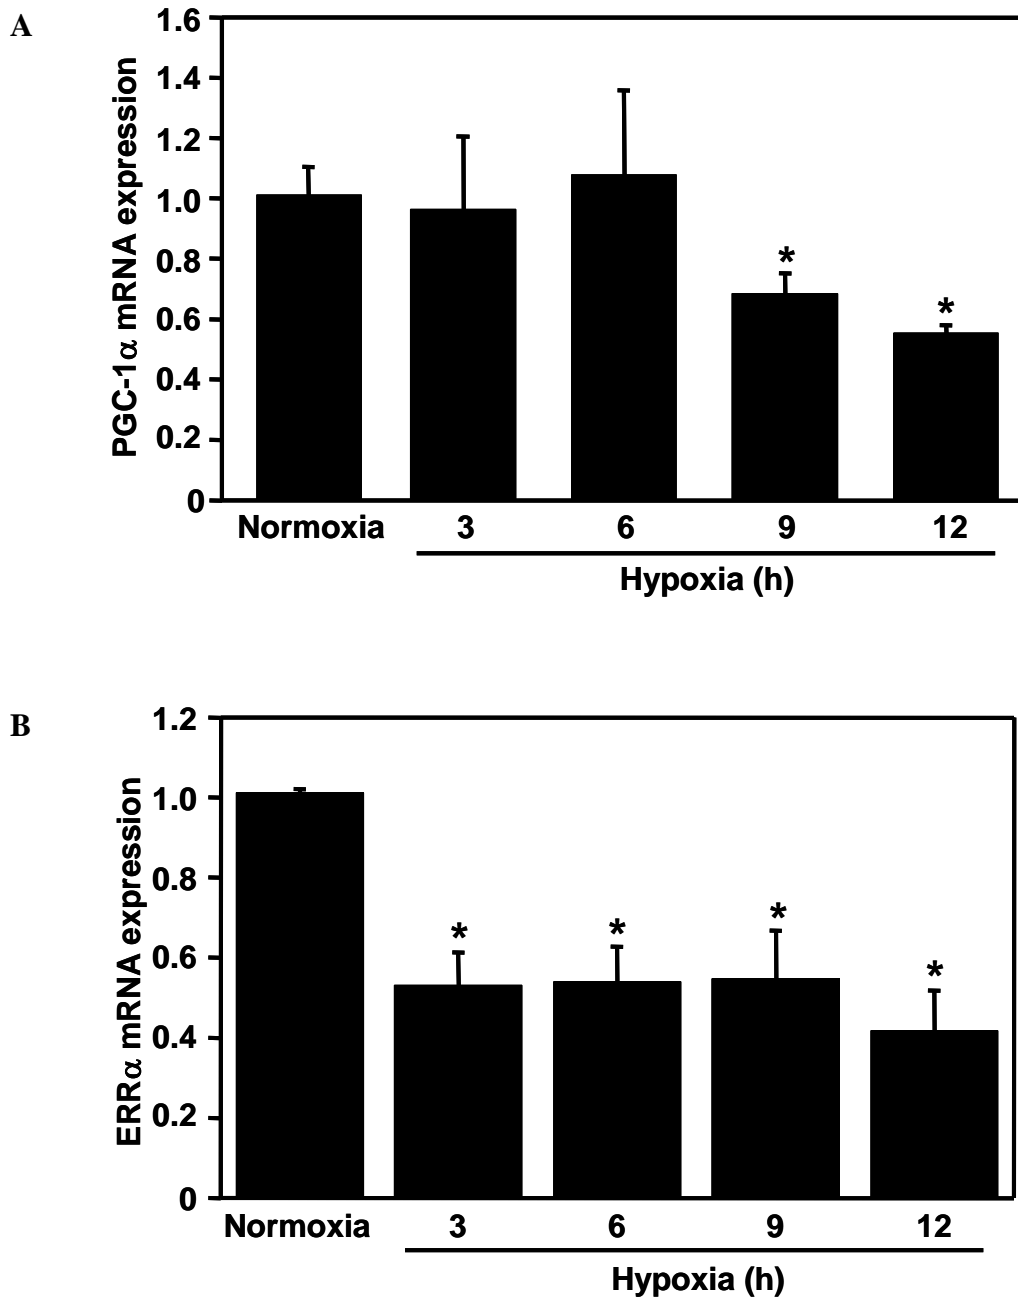 A
PGC-1α mRNA expression
1.6
1.4
1.2
1.0
0.8
0.6
0.4
0.2
0
*
*
Normoxia 3 6 9 12
Hypoxia (h)
B
ERRα mRNA expression
1.2
1.0
0.8
0.6
0.4
0.2
0
* * * *
Normoxia 3 6 9 12
Hypoxia (h)